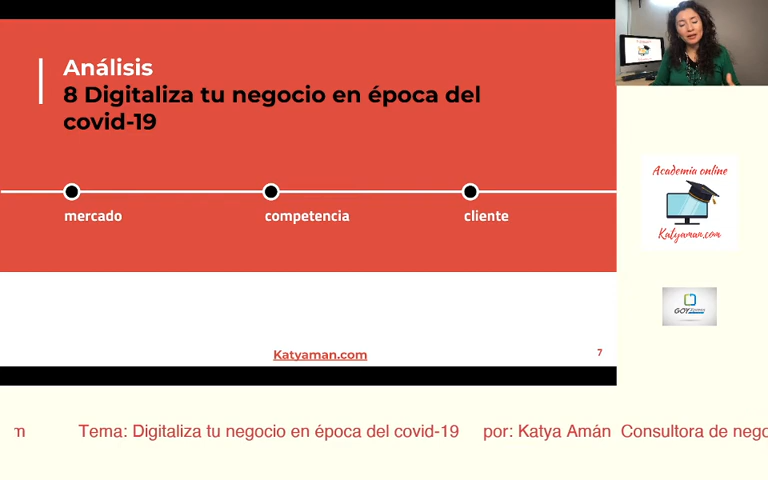 Análisis
8 Digitaliza tu negocio en época del
covid-19
mercado
competencia
cliente
Katyaman.com
7
Academia online
Katyaman.com
m
Tema: Digitaliza tu negocio en época del covid-19
por: Katya Amán Consultora de nego